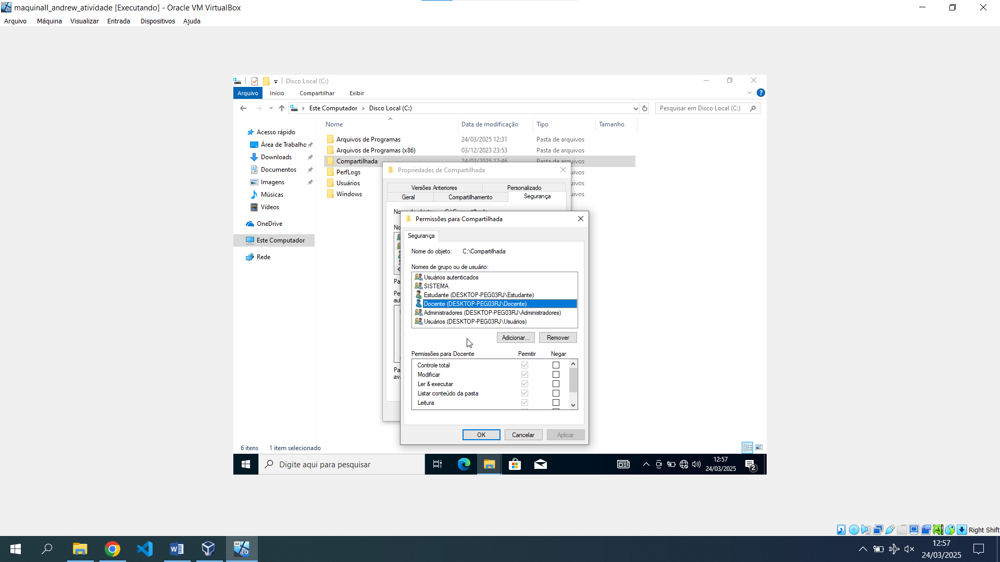 maquinaII_andrew_atividade [Executando] - Oracle VM VirtualBox
Arquivo Máquina Visualizar Entrada Dispositivos Ajuda
Disco Local (C:)
Arquivo Início Compartilhar Exibir
Este Computador Disco Local (C:)
Pesquisar em Disco Local (C:)
Nome Data de modificação Tipo Tamanho
Acesso rápido
Área de Trabalho
Downloads
Documentos
Imagens
Músicas
Vídeos
OneDrive
Este Computador
Rede
Arquivos de Programas 24/03/2025 12:31 Pasta de arquivos
Arquivos de Programas (x86) 03/12/2023 23:53 Pasta de arquivos
Compartilhada 24/03/2025 12:46 Pasta de arquivos
PerfLogs
Usuários
Windows
Propriedades de Compartilhada
Versões Anteriores Personalizado
Geral Compartilhamento Segurança
Permissões para Compartilhada
Segurança
Nome do objeto: C:\Compartilhada
Nomes de grupo ou de usuário:
Usuários autenticados
SISTEMA
Estudante (DESKTOP-PEG03RJ\Estudante)
Docente (DESKTOP-PEG03RJ\Docente)
Administradores (DESKTOP-PEG03RJ\Administradores)
Usuários (DESKTOP-PEG03RJ\Usuários)
Adicionar... Remover
Permissões para Docente Permitir Negar
Controle total
Modificar
Ler & executar
Listar conteúdo da pasta
Leitura
OK Cancelar Aplicar
6 itens 1 item selecionado
Digite aqui para pesquisar
12:57
24/03/2025
2
Right Shift
12:57
24/03/2025